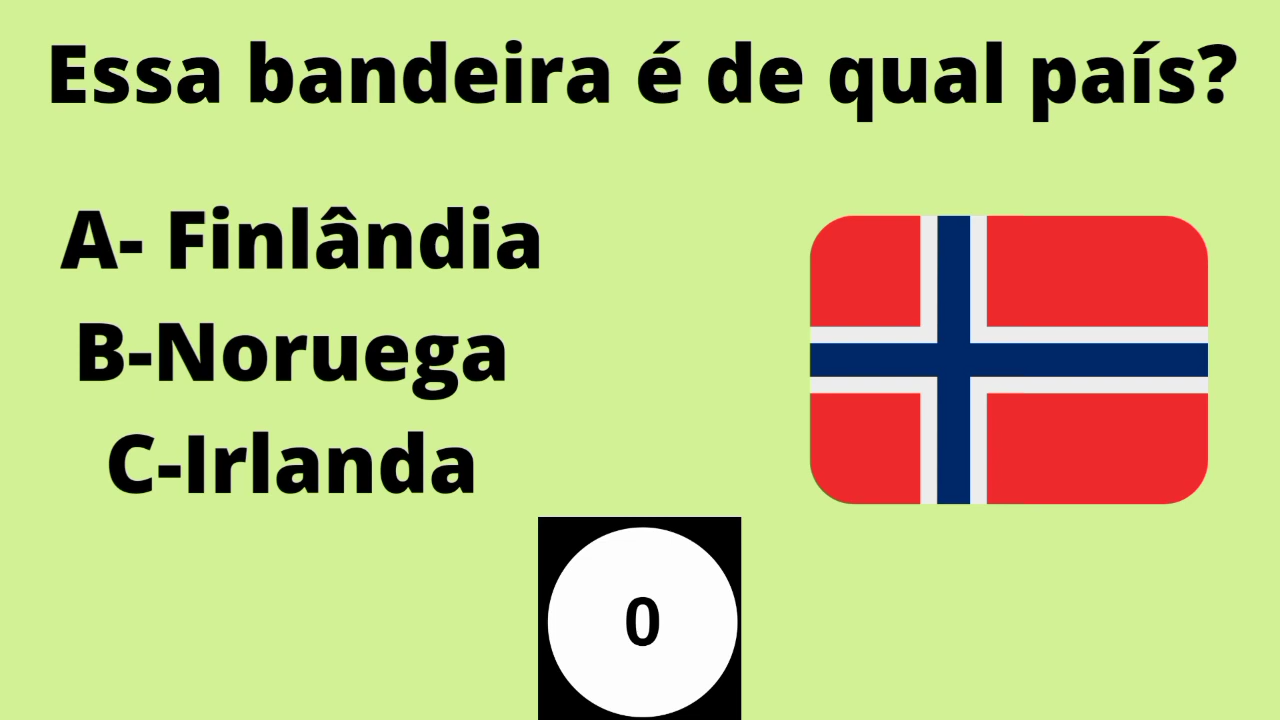 Essa bandeira é de qual país?
A- Finlândia
B-Noruega
C-Irlanda
0